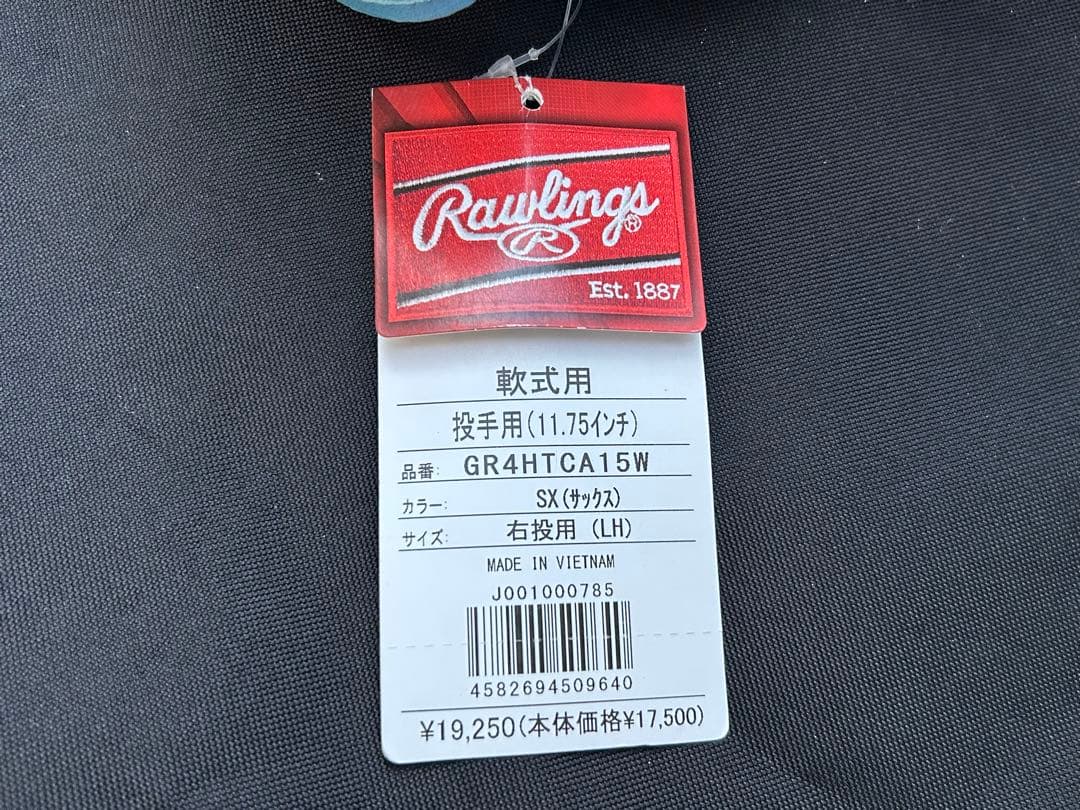 Rawlings®
R
Est. 1887
軟式用
投手用(11.75インチ)
品番: GR4HTCA15W
カラー: SX(サックス)
サイズ: 右投用 (LH)
MADE IN VIETNAM
J001000785
4582694509640
¥19,250(本体価格¥17,500)